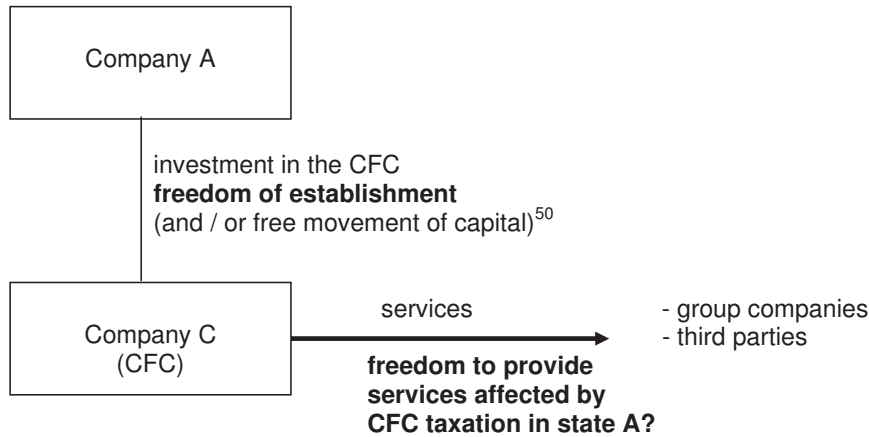 Company A
investment in the CFC
freedom of establishment
(and / or free movement of capital)50
Company C
(CFC)
services
- group companies
- third parties
freedom to provide
services affected by
CFC taxation in state A?